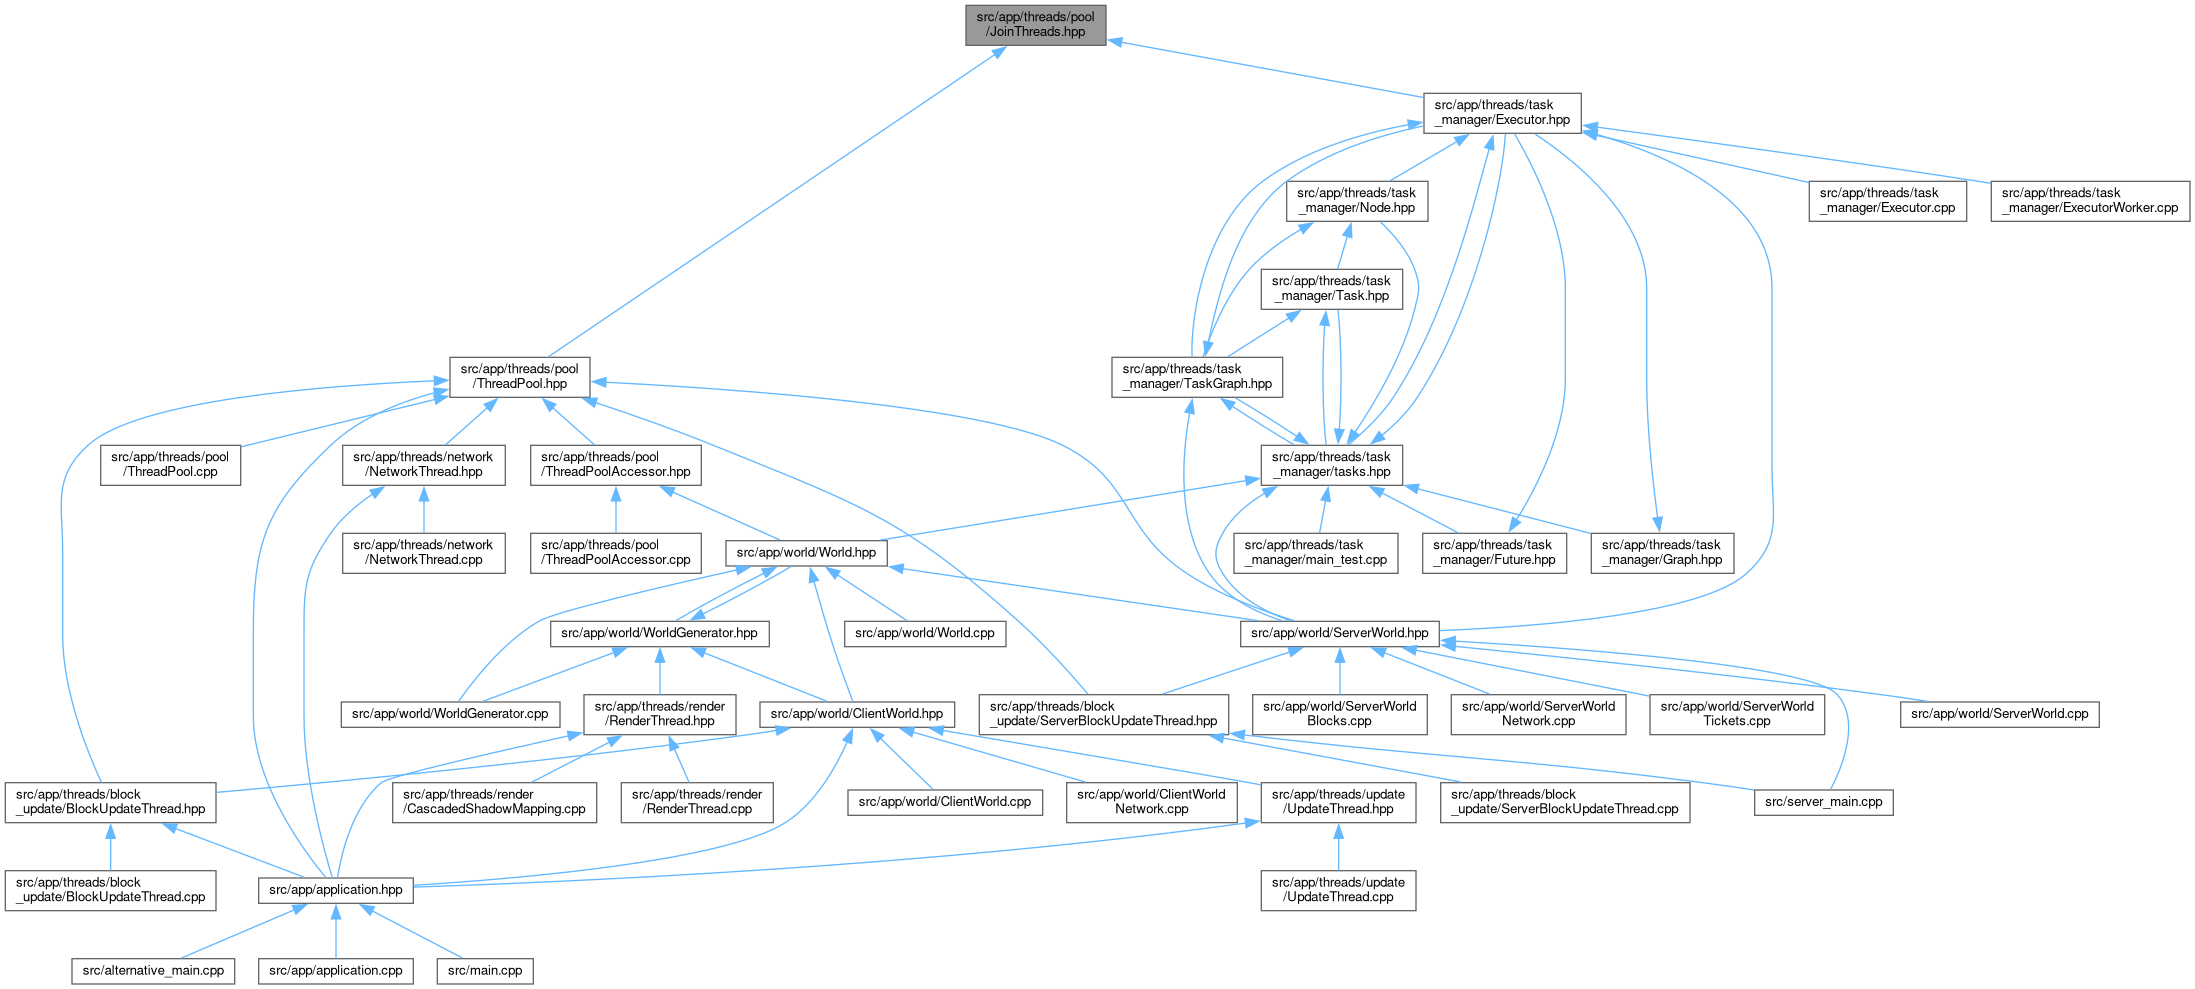 src/app/threads/pool
/JoinThreads.hpp
src/app/threads/task
_manager/Executor.hpp
src/app/threads/task
_manager/Node.hpp
src/app/threads/task
_manager/Executor.cpp
src/app/threads/task
_manager/ExecutorWorker.cpp
src/app/threads/task
_manager/Task.hpp
src/app/threads/pool
/ThreadPool.hpp
src/app/threads/task
_manager/TaskGraph.hpp
src/app/threads/pool
/ThreadPool.cpp
src/app/threads/network
/NetworkThread.hpp
src/app/threads/pool
/ThreadPoolAccessor.hpp
src/app/threads/task
_manager/tasks.hpp
src/app/threads/network
/NetworkThread.cpp
src/app/threads/pool
/ThreadPoolAccessor.cpp
src/app/world/World.hpp
src/app/threads/task
_manager/main_test.cpp
src/app/threads/task
_manager/Future.hpp
src/app/threads/task
_manager/Graph.hpp
src/app/world/WorldGenerator.hpp
src/app/world/World.cpp
src/app/world/ServerWorld.hpp
src/app/world/WorldGenerator.cpp
src/app/threads/render
/RenderThread.hpp
src/app/world/ClientWorld.hpp
src/app/threads/block
_update/ServerBlockUpdateThread.hpp
src/app/world/ServerWorld
Blocks.cpp
src/app/world/ServerWorld
Network.cpp
src/app/world/ServerWorld
Tickets.cpp
src/app/world/ServerWorld.cpp
src/app/threads/block
_update/BlockUpdateThread.hpp
src/app/threads/render
/CascadedShadowMapping.cpp
src/app/threads/render
/RenderThread.cpp
src/app/world/ClientWorld.cpp
src/app/world/ClientWorld
Network.cpp
src/app/threads/update
/UpdateThread.hpp
src/app/threads/block
_update/ServerBlockUpdateThread.cpp
src/server_main.cpp
src/app/threads/block
_update/BlockUpdateThread.cpp
src/app/application.hpp
src/app/threads/update
/UpdateThread.cpp
src/alternative_main.cpp
src/app/application.cpp
src/main.cpp